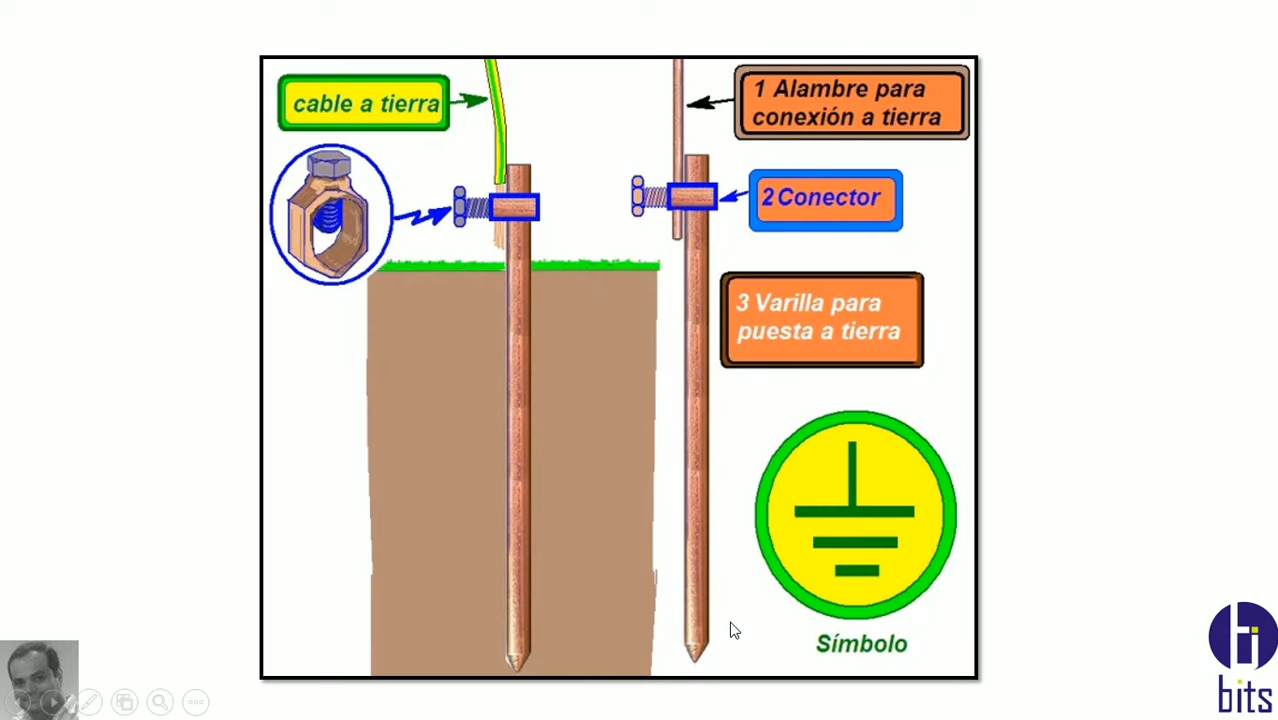 cable a tierra
1 Alambre para
conexión a tierra
2 Conector
3 Varilla para
puesta a tierra
Símbolo
bits